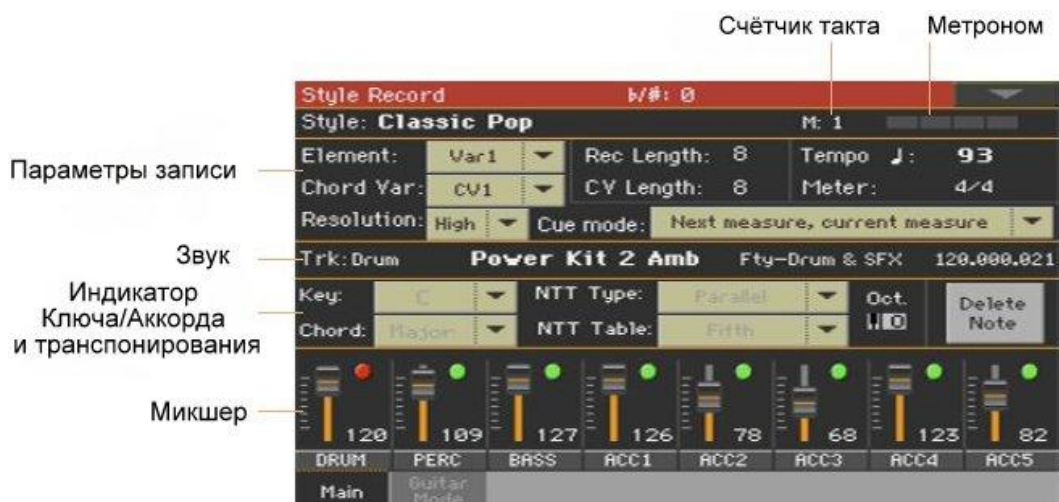 Счётчик такта Метроном
Style Record ♭/#: 0
Style: Classic Pop M: 1
Параметры записи
Element: Var1 Rec Length: 8 Tempo ♩: 93
Chord Var: CV1 CV Length: 8 Meter: 4/4
Resolution: High Cue mode: Next measure, current measure
Звук
Trk: Drum Power Kit 2 Amb Fty-Drum & SFX 120.000.021
Индикатор
Ключа/Аккорда
и транспонирования
Key: C NTT Type: Parallel Oct. Delete
Chord: Major NTT Table: Fifth 0 Note
Микшер
120 109 127 126 78 68 123 82
DRUM PERC BASS ACC1 ACC2 ACC3 ACC4 ACC5
Main Guitar
Mode